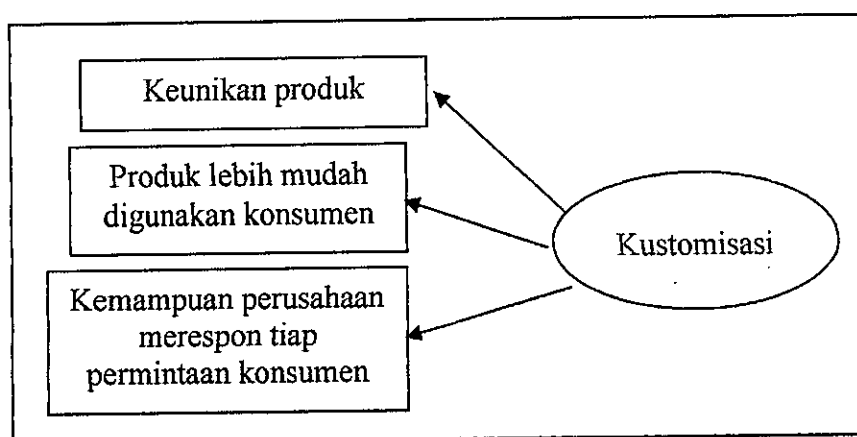 Keunikan produk
Produk lebih mudah
digunakan konsumen
Kemampuan perusahaan
merespon tiap
permintaan konsumen
Kustomisasi